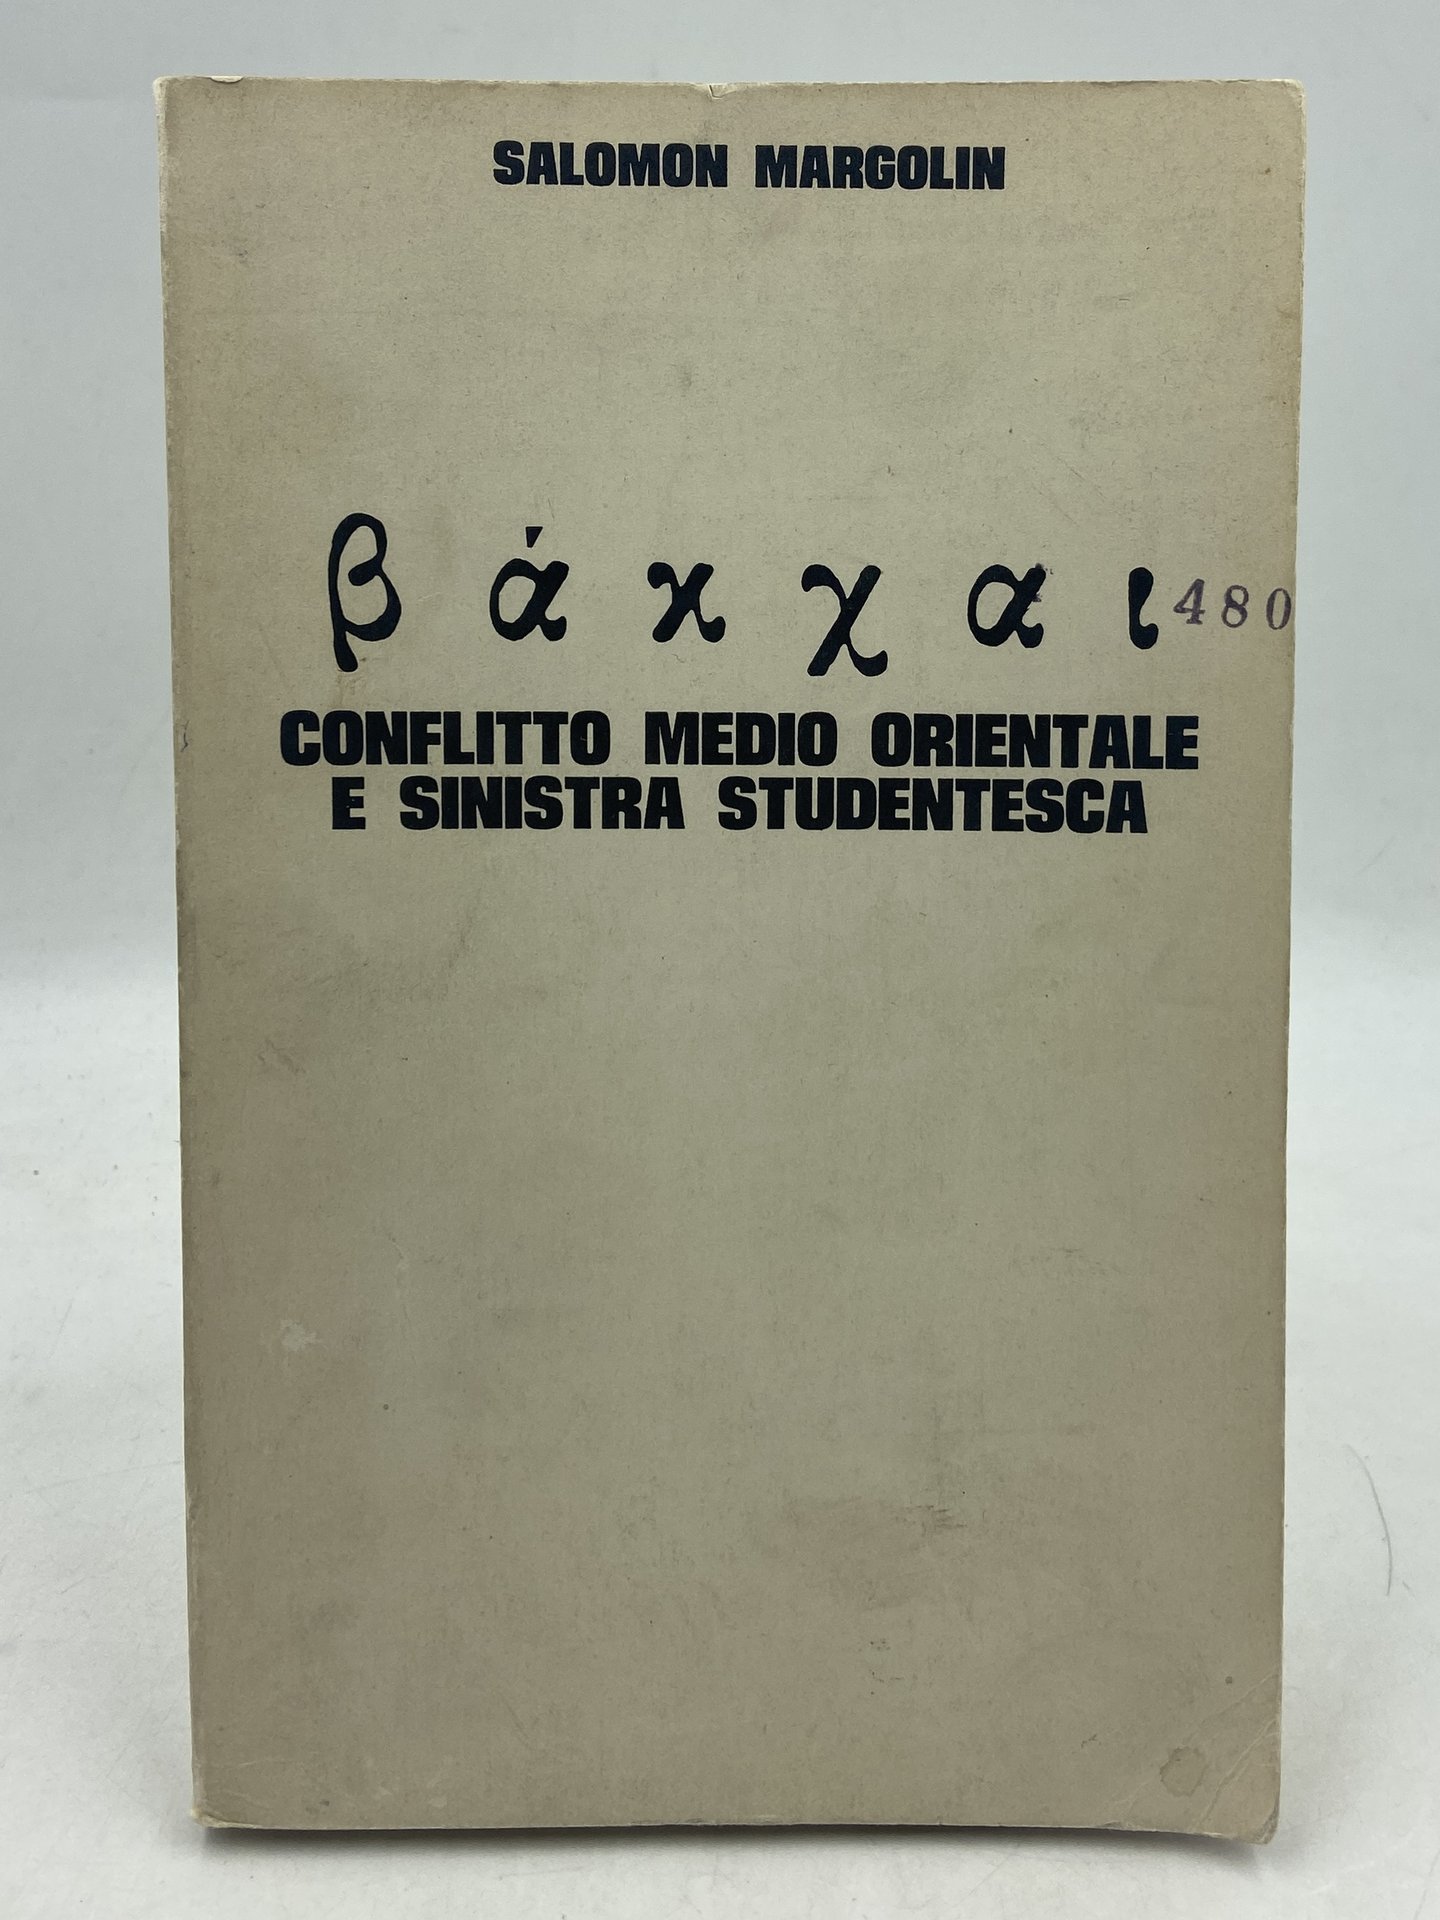 SALOMON MARGOLIN
βάκχαι 480
CONFLITTO MEDIO ORIENTALE
E SINISTRA STUDENTESCA